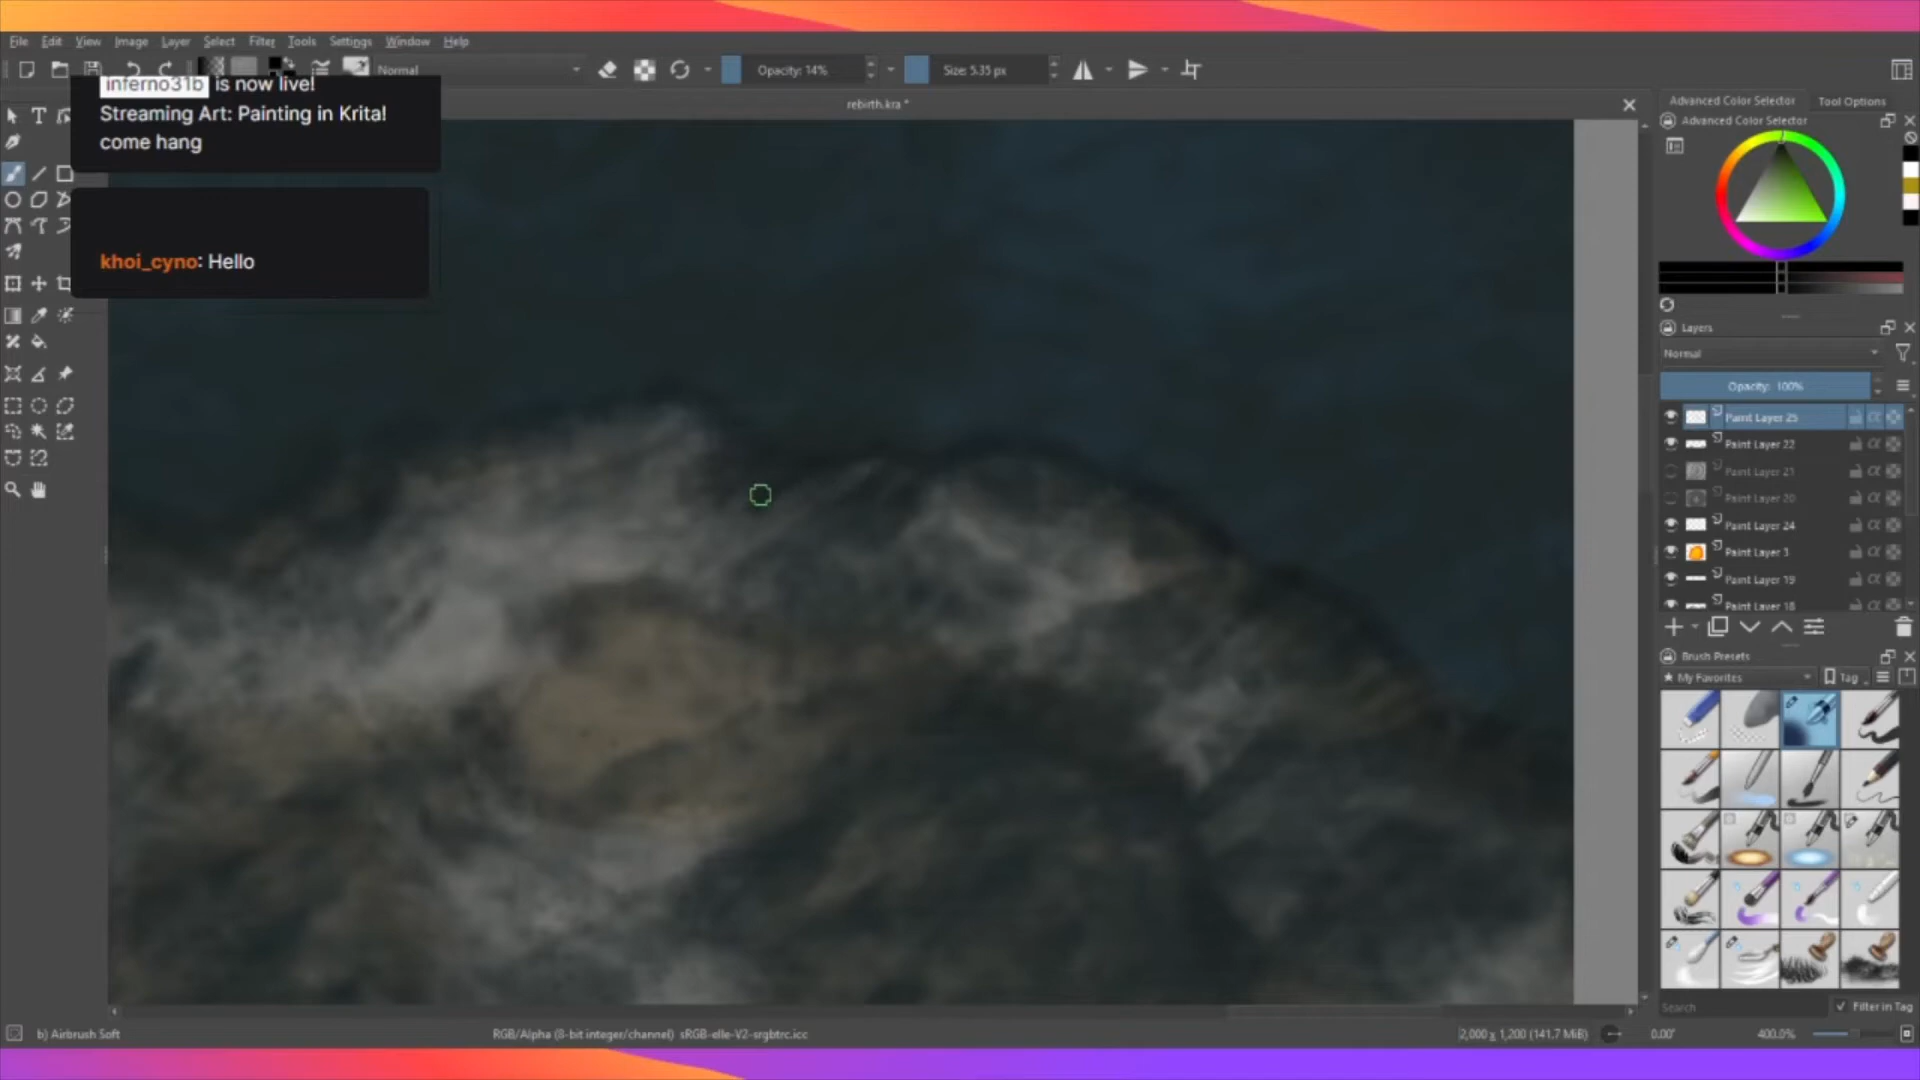 File Edit View Image Layer Select Filter Tools Settings Window Help
Normal
Opacity: 14%
Size: 5.35 px
inferno31b is now live!
Streaming Art: Painting in Krita!
come hang
khoi_cyno: Hello
rebirth.kra *
Advanced Color Selector
Tool Options
Advanced Color Selector
Layers
Normal
Opacity: 100%
Paint Layer 25
Paint Layer 22
Paint Layer 21
Paint Layer 20
Paint Layer 24
Paint Layer 3
Paint Layer 19
Paint Layer 18
Brush Presets
★ My Favorites
Tag
Search
Filter in Tag
b) Airbrush Soft
RGB/Alpha (8-bit integer/channel) sRGB-elle-V2-srgbtrc.icc
2,000 x 1,200 (141.7 MiB)
0.00°
400.0%